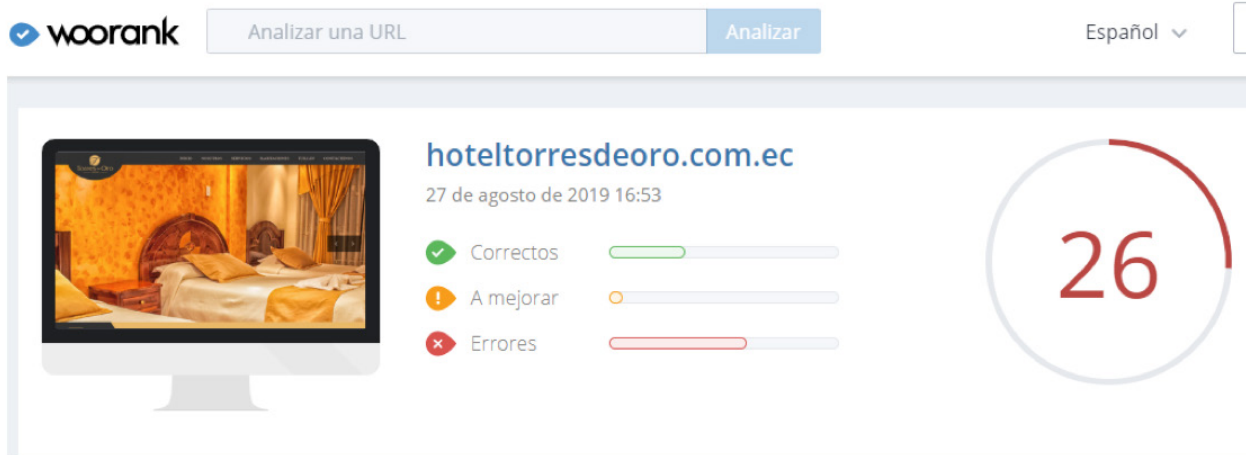 woorank
Analizar una URL
Analizar
Español
hoteltorresdeoro.com.ec
27 de agosto de 2019 16:53
Correctos
A mejorar
Errores
26